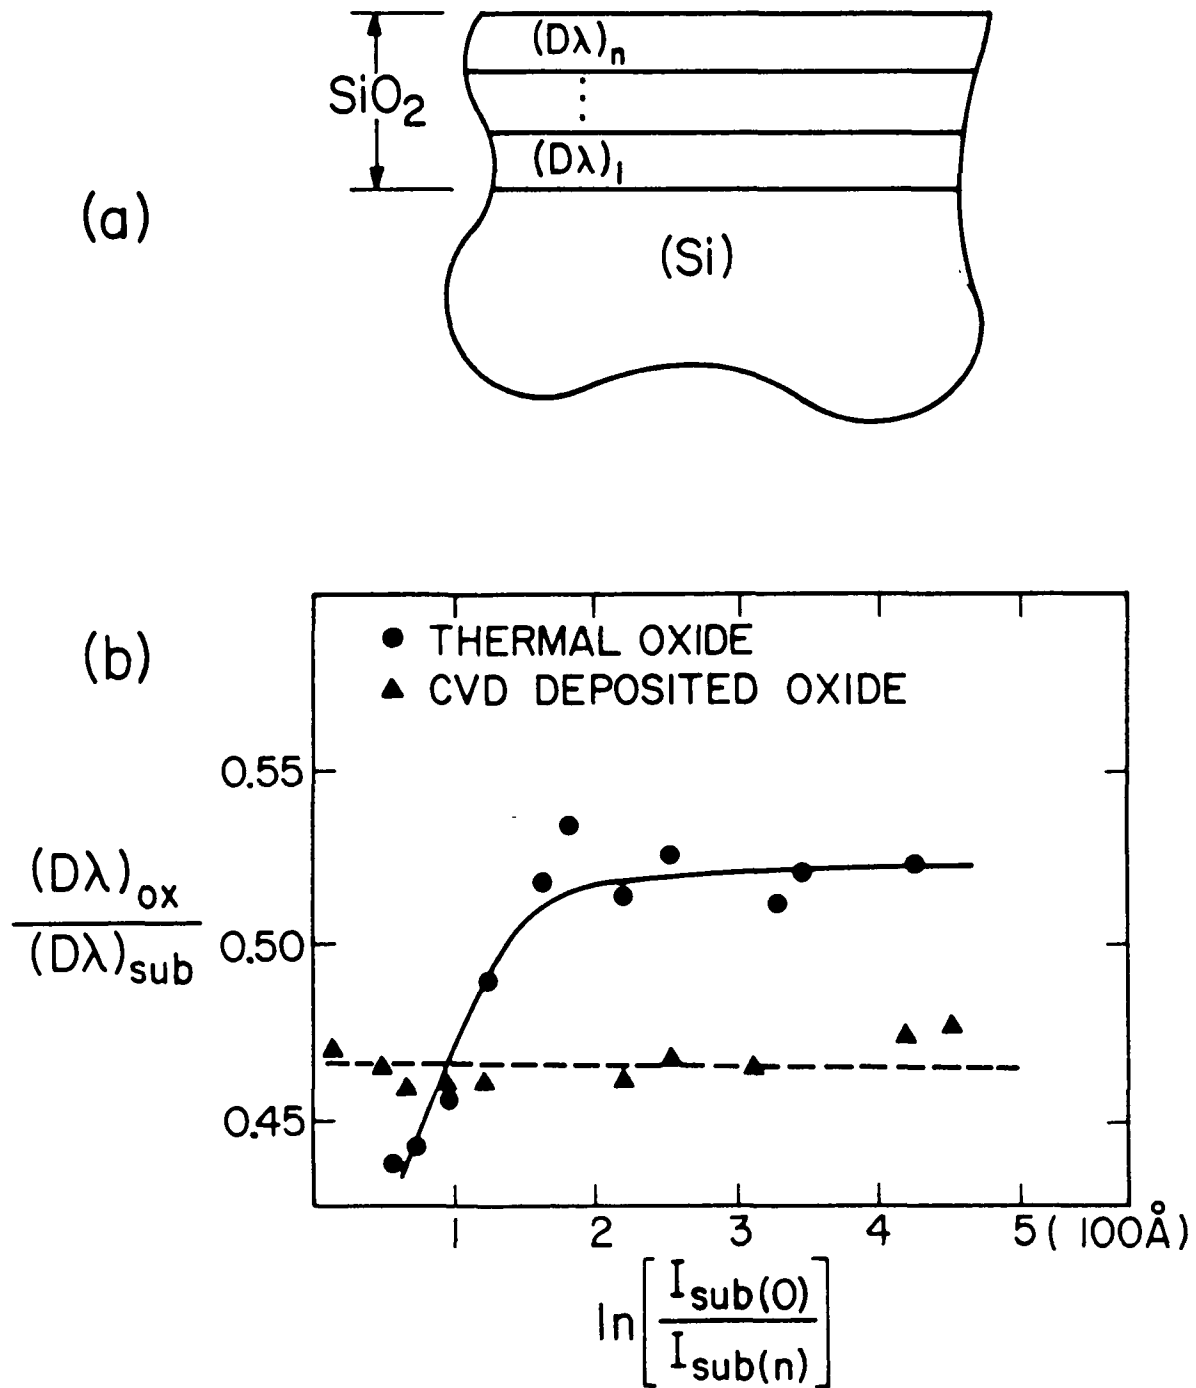 (a)
SiO2
(Dλ)n
(Dλ)1
(Si)
(b)
● THERMAL OXIDE
▲ CVD DEPOSITED OXIDE
(Dλ)ox
(Dλ)sub
0.55
0.50
0.45
1 2 3 4 5 (100Å)
ln [ Isub(0) / Isub(n) ]